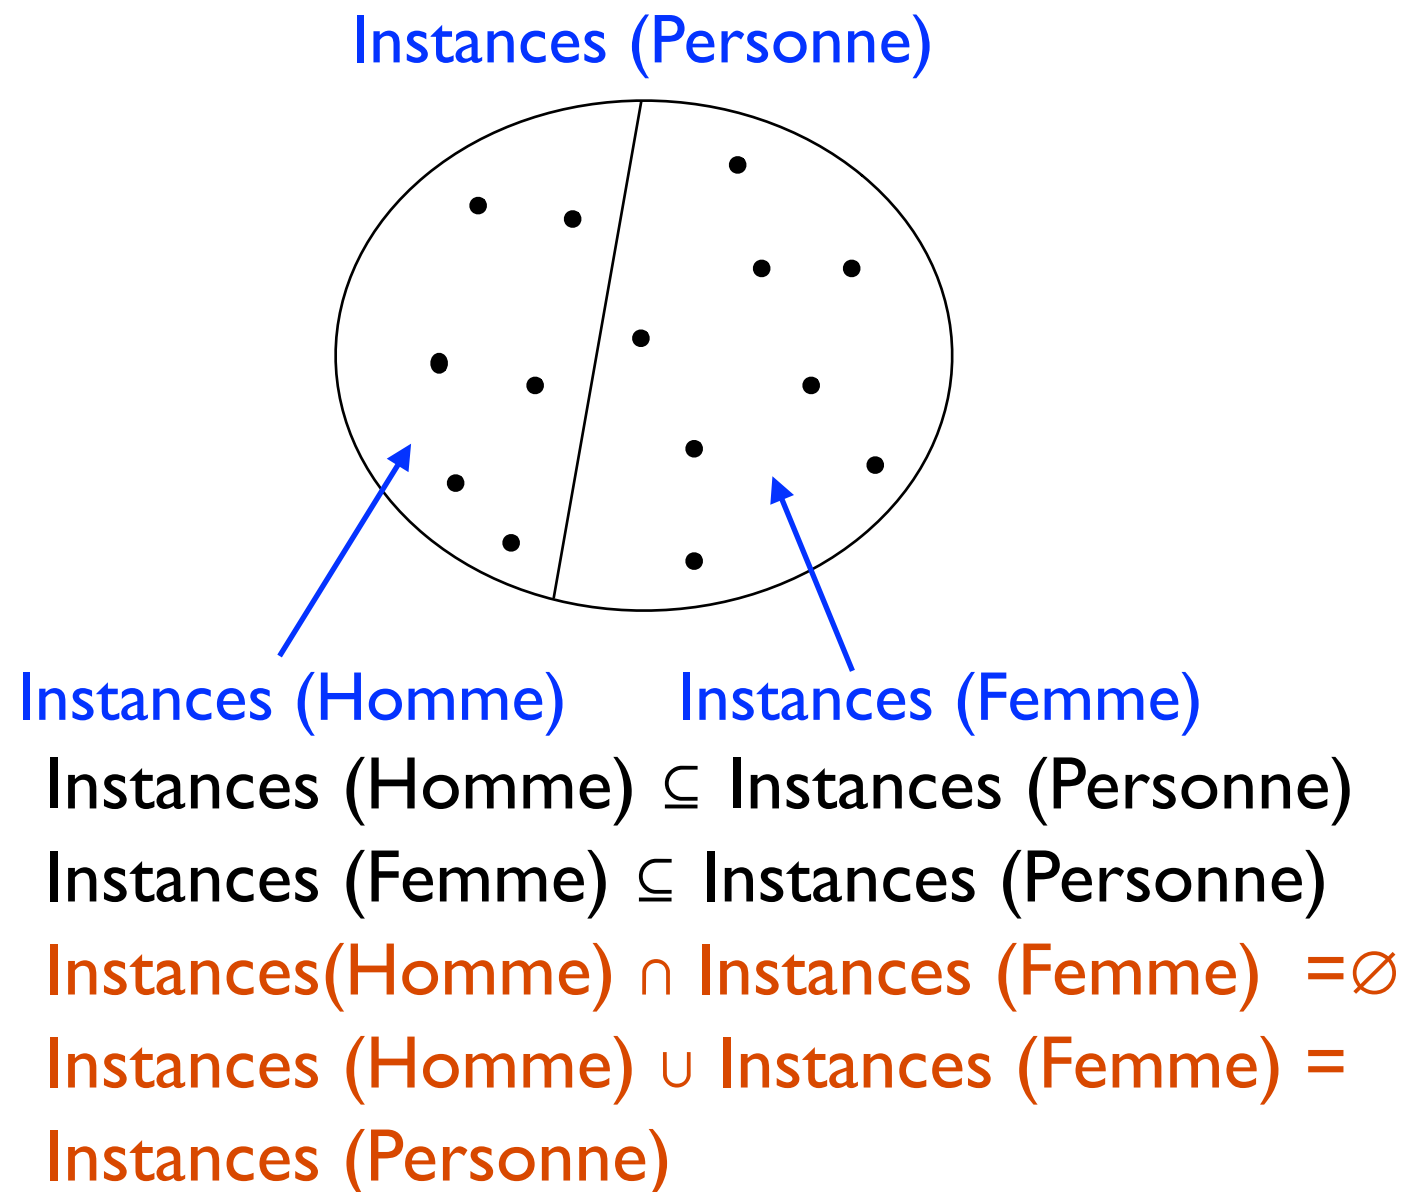 Instances (Personne)
Instances (Homme)
Instances (Femme)
Instances (Homme) ⊆ Instances (Personne)
Instances (Femme) ⊆ Instances (Personne)
Instances(Homme) ∩ Instances (Femme) =∅
Instances (Homme) ∪ Instances (Femme) =
Instances (Personne)